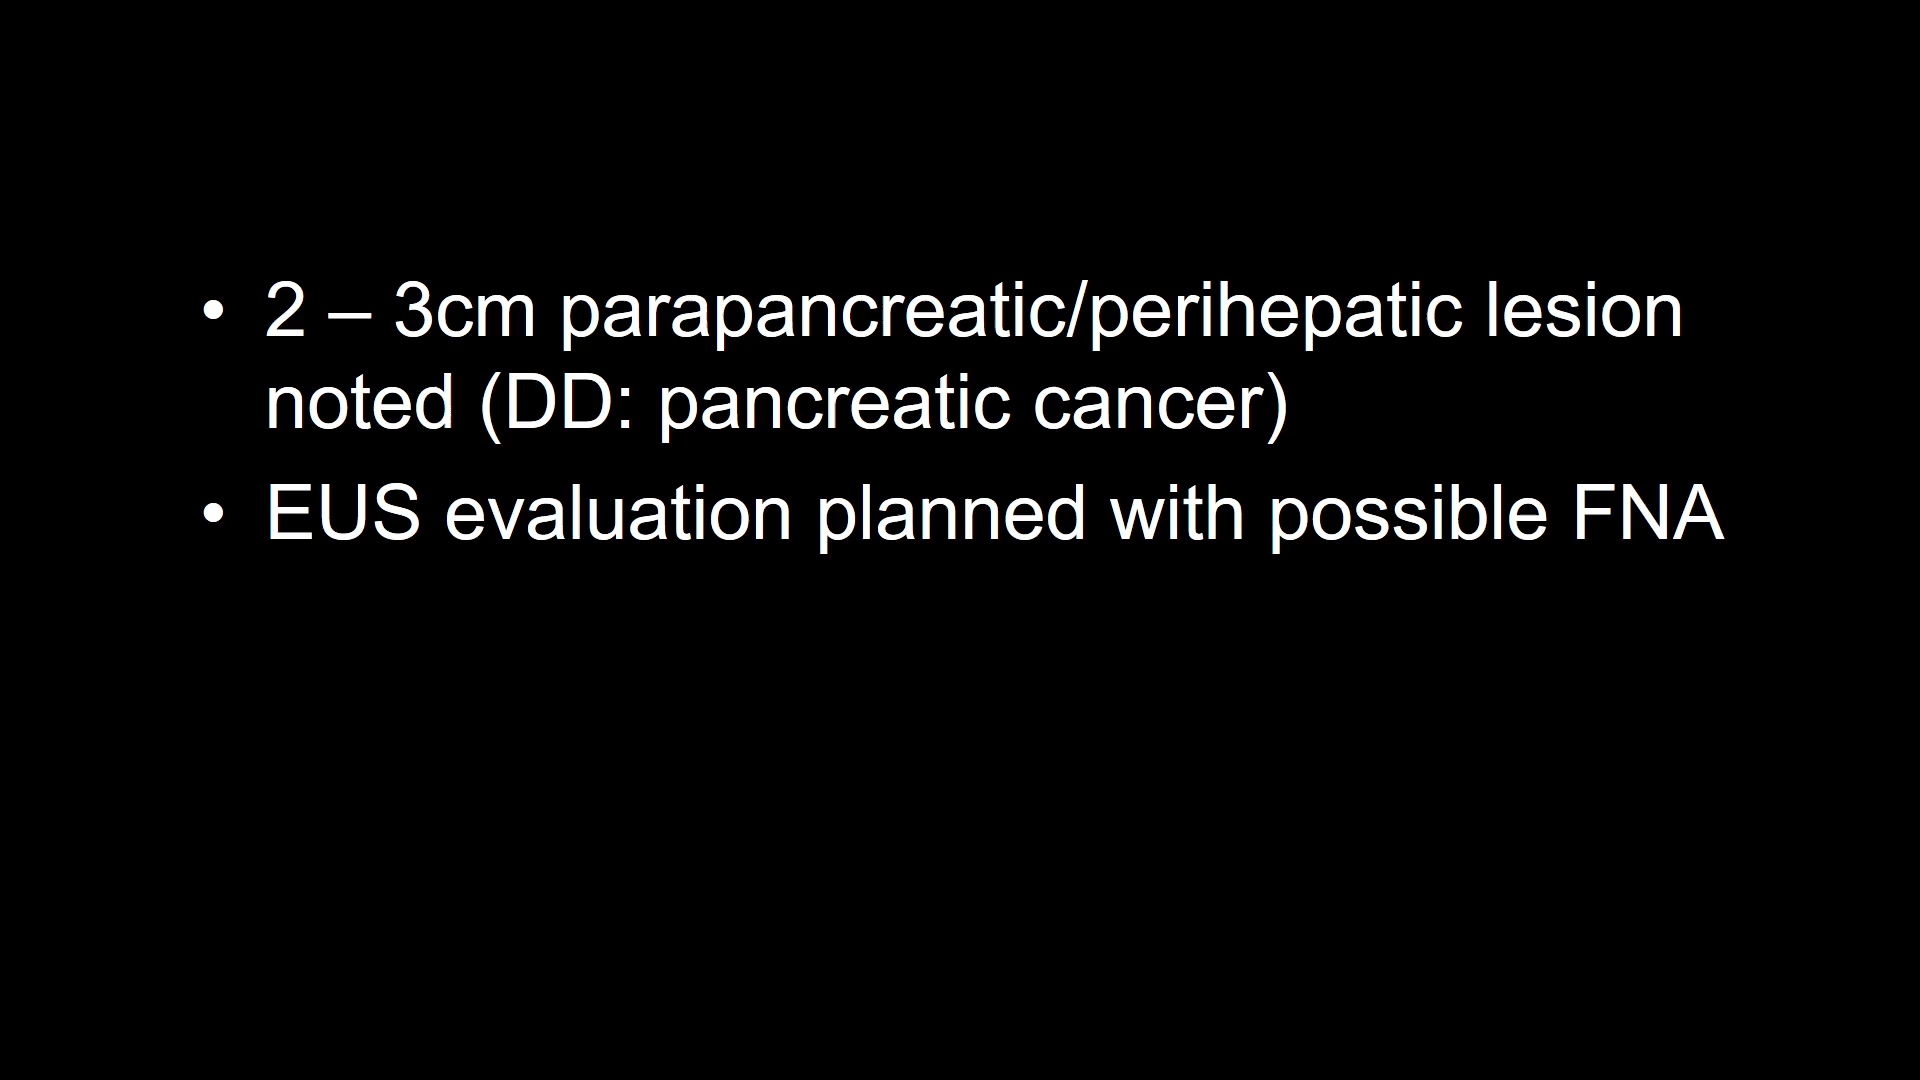 • 2 – 3cm parapancreatic/perihepatic lesion
noted (DD: pancreatic cancer)
• EUS evaluation planned with possible FNA